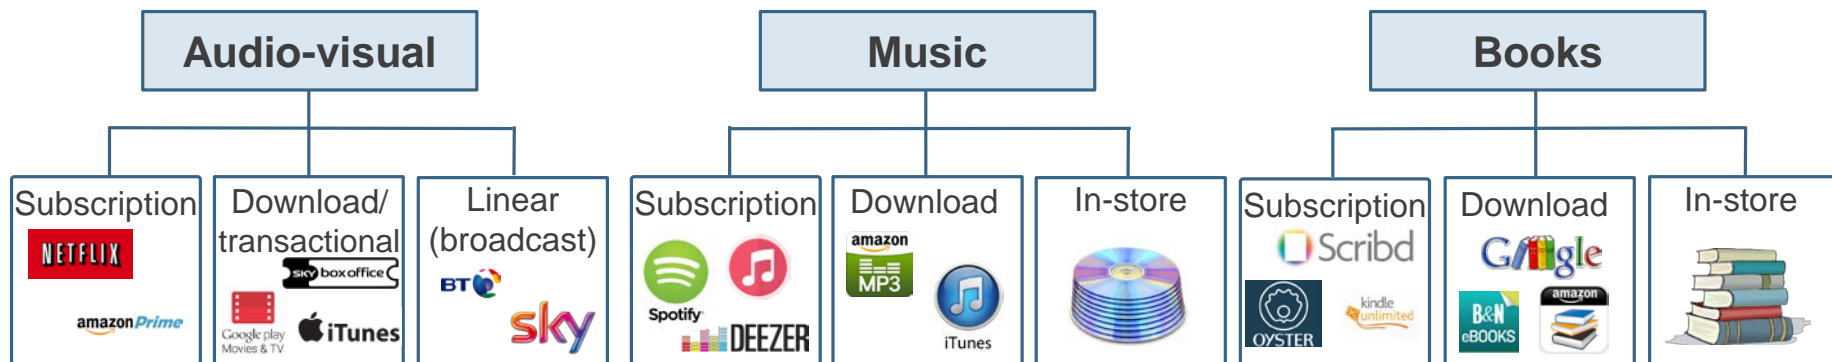 Audio-visual
Music
Books
Subscription
NETFLIX
amazonPrime
Download/
transactional
sky box office
Google play
Movies & TV
iTunes
Linear
(broadcast)
BT
sky
Subscription
Spotify
DEEZER
Download
amazon
MP3
iTunes
In-store
Subscription
Scribd
OYSTER
kindle
unlimited
Download
Google
B&N
eBOOKS
amazon
In-store